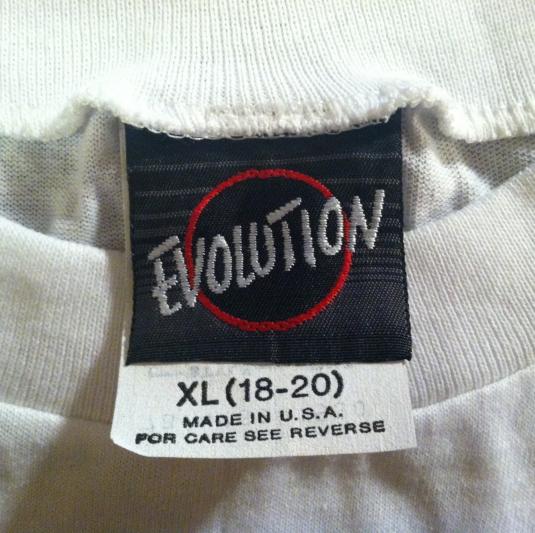 EVOLUTION
XL (18-20)
MADE IN U.S.A.
FOR CARE SEE REVERSE